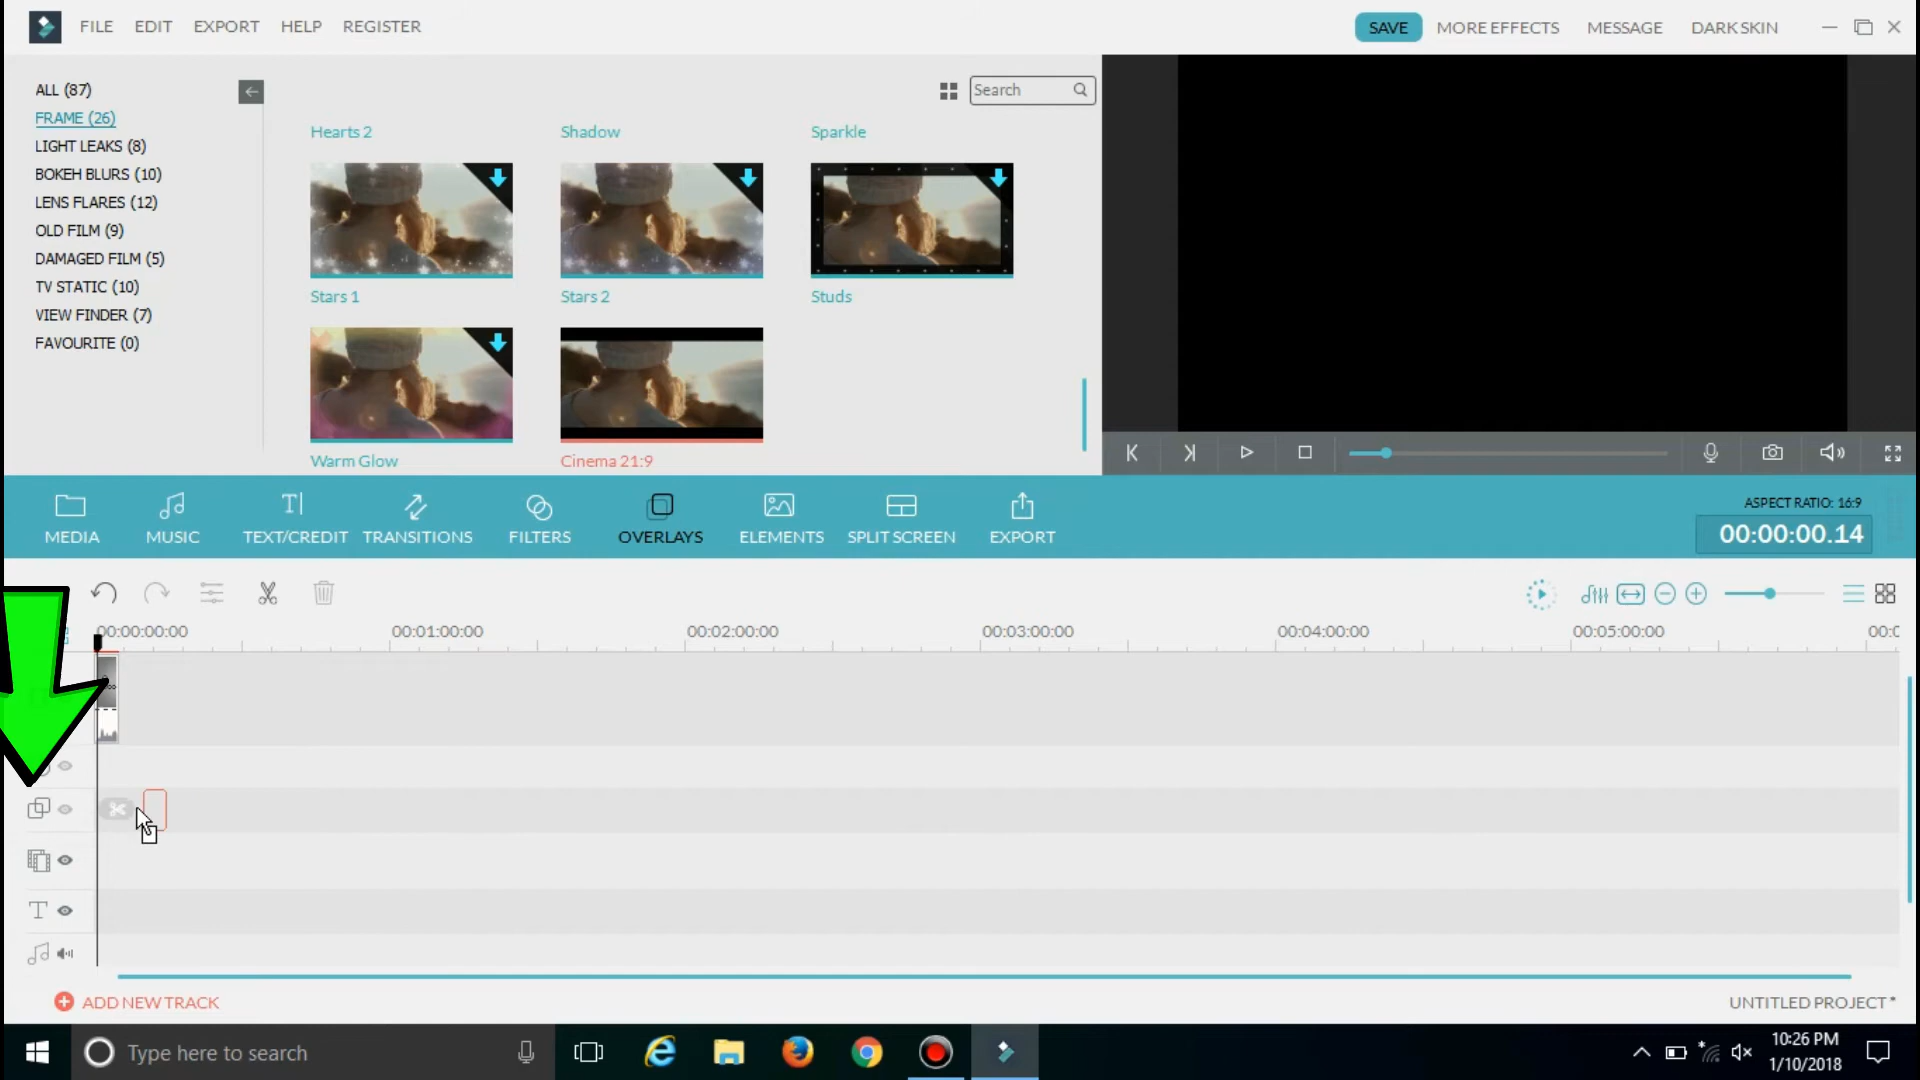 FILE EDIT EXPORT HELP REGISTER
SAVE MORE EFFECTS MESSAGE DARK SKIN
ALL (87)
FRAME (26)
LIGHT LEAKS (8)
BOKEH BLURS (10)
LENS FLARES (12)
OLD FILM (9)
DAMAGED FILM (5)
TV STATIC (10)
VIEW FINDER (7)
FAVOURITE (0)
Search
Hearts 2 Shadow Sparkle
Stars 1 Stars 2 Studs
Warm Glow Cinema 21:9
MEDIA MUSIC TEXT/CREDIT TRANSITIONS FILTERS OVERLAYS ELEMENTS SPLIT SCREEN EXPORT
ASPECT RATIO: 16:9
00:00:00.14
00:00:00:00 00:01:00:00 00:02:00:00 00:03:00:00 00:04:00:00 00:05:00:00
ADD NEW TRACK
UNTITLED PROJECT *
Type here to search
10:26 PM
1/10/2018